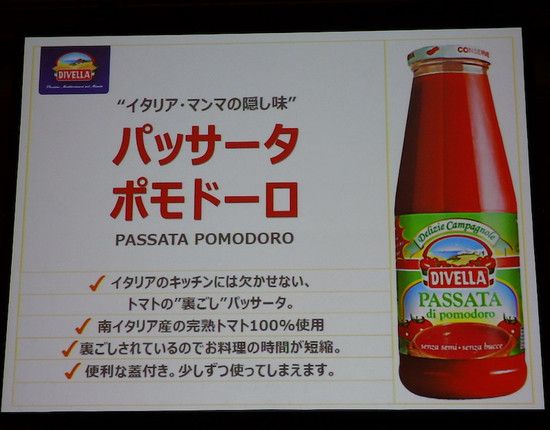 DIVELLA
"イタリア・マンマの隠し味"
パッサータ
ポモドーロ
PASSATA POMODORO
イタリアのキッチンには欠かせない、
トマトの"裏ごし"パッサータ。
南イタリア産の完熟トマト100%使用
裏ごしされているのでお料理の時間が短縮。
便利な蓋付き。少しずつ使ってしまえます。
CONSERVE
Delizie Campagnole
DIVELLA
PASSATA
di pomodoro
senza semi·senza bucce